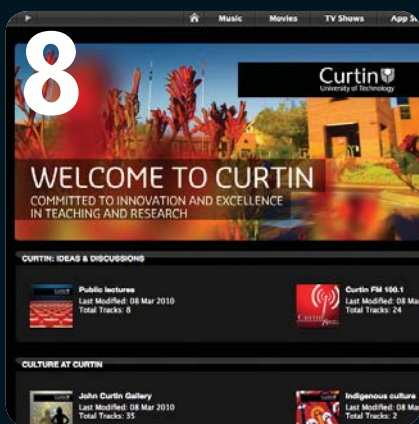 Music Movies TV Shows App S
8
Curtin
University of Technology
WELCOME TO CURTIN
COMMITTED TO INNOVATION AND EXCELLENCE
IN TEACHING AND RESEARCH
CURTIN: IDEAS & DISCUSSIONS
Public lectures
Last Modified: 08 Mar 2010
Total Tracks: 8
Curtin FM 100.1
Last Modified: 08 Mar
Total Tracks: 24
CULTURE AT CURTIN
John Curtin Gallery
Last Modified: 08 Mar 2010
Total Tracks: 35
Indigenous culture
Last Modified: 08 Mar
Total Tracks: 2